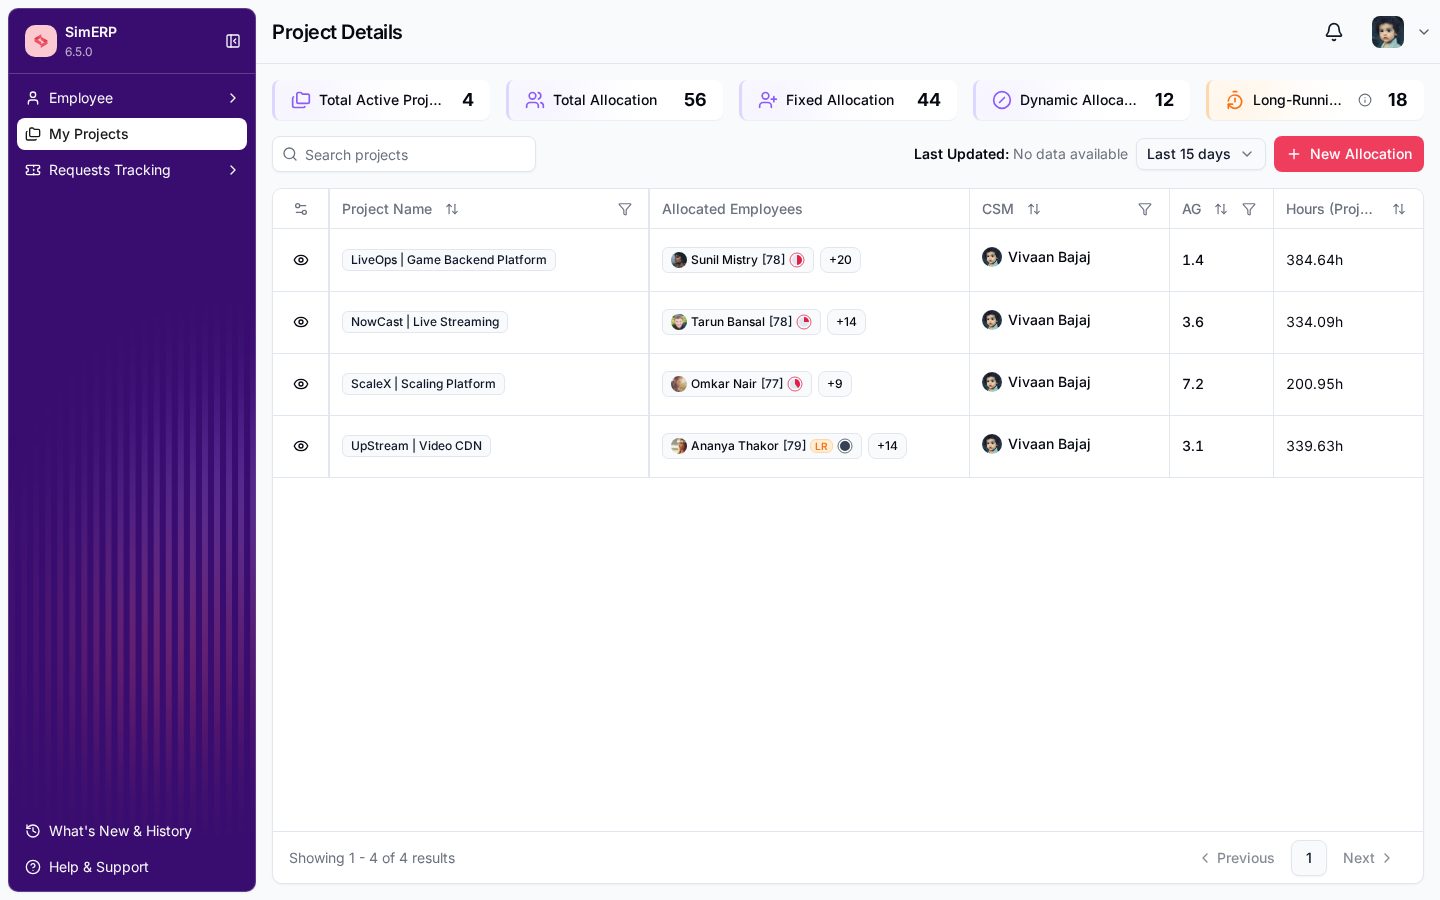 SimERP
6.5.0
Employee
My Projects
Requests Tracking
What's New & History
Help & Support
Project Details
Total Active Proj... 4
Total Allocation 56
Fixed Allocation 44
Dynamic Alloca... 12
Long-Runni... 18
Search projects
Last Updated: No data available
Last 15 days
New Allocation
Project Name Allocated Employees CSM AG Hours (Proj...
LiveOps | Game Backend Platform Sunil Mistry [78] +20 Vivaan Bajaj 1.4 384.64h
NowCast | Live Streaming Tarun Bansal [78] +14 Vivaan Bajaj 3.6 334.09h
ScaleX | Scaling Platform Omkar Nair [77] +9 Vivaan Bajaj 7.2 200.95h
UpStream | Video CDN Ananya Thakor [79] LR +14 Vivaan Bajaj 3.1 339.63h
Showing 1 - 4 of 4 results
Previous 1 Next